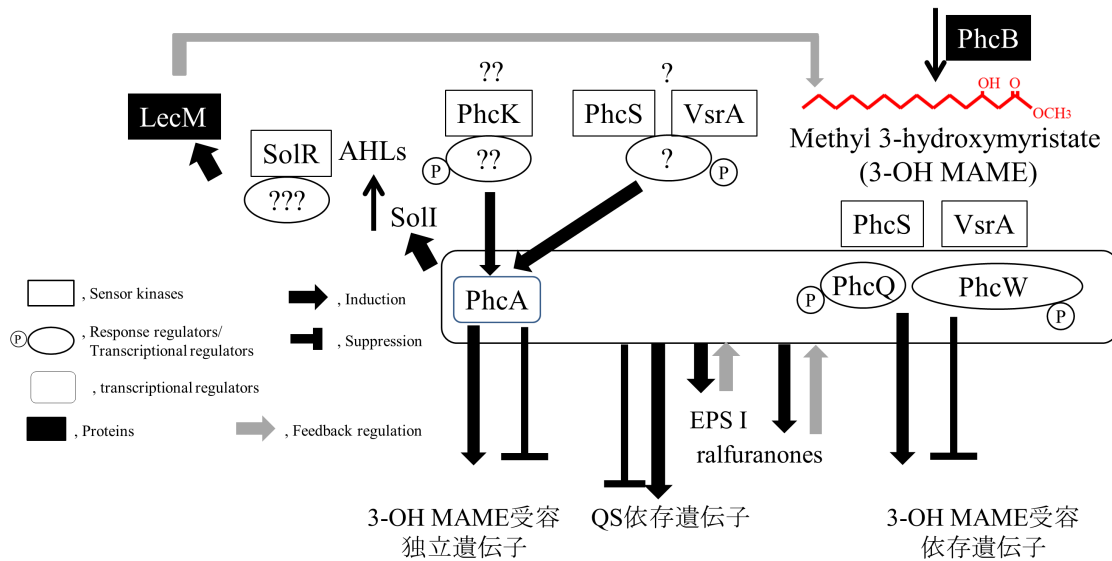 PhcB
OH
O
OCH3
Methyl 3-hydroxymyristate
(3-OH MAME)
??
?
LecM
PhcK
PhcS
VsrA
SolR
AHLs
??
P
?
P
???
SolI
PhcS
VsrA
PhcA
PhcQ
P
PhcW
P
, Sensor kinases
, Induction
P
, Response regulators/
Transcriptional regulators
, Suppression
, transcriptional regulators
, Proteins
, Feedback regulation
EPS I
ralfuranones
3-OH MAME受容
独立遺伝子
QS依存遺伝子
3-OH MAME受容
依存遺伝子